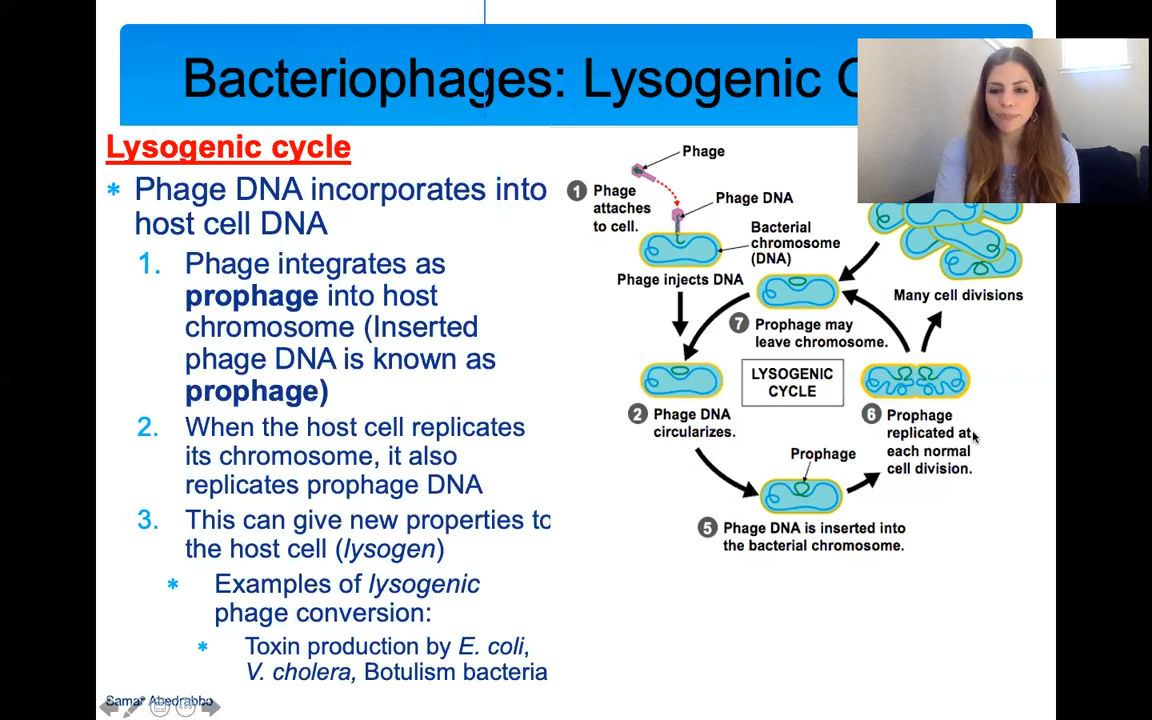 Bacteriophages: Lysogenic C
Lysogenic cycle
* Phage DNA incorporates into
host cell DNA
1. Phage integrates as
prophage into host
chromosome (Inserted
phage DNA is known as
prophage)
2. When the host cell replicates
its chromosome, it also
replicates prophage DNA
3. This can give new properties to
the host cell (lysogen)
* Examples of lysogenic
phage conversion:
* Toxin production by E. coli,
V. cholera, Botulism bacteria
Samar Abedrabbo
Phage
1 Phage
attaches
to cell.
Phage DNA
Bacterial
chromosome
(DNA)
Phage injects DNA
Many cell divisions
7 Prophage may
leave chromosome.
LYSOGENIC
CYCLE
2 Phage DNA
circularizes.
6 Prophage
replicated at
each normal
cell division.
Prophage
5 Phage DNA is inserted into
the bacterial chromosome.